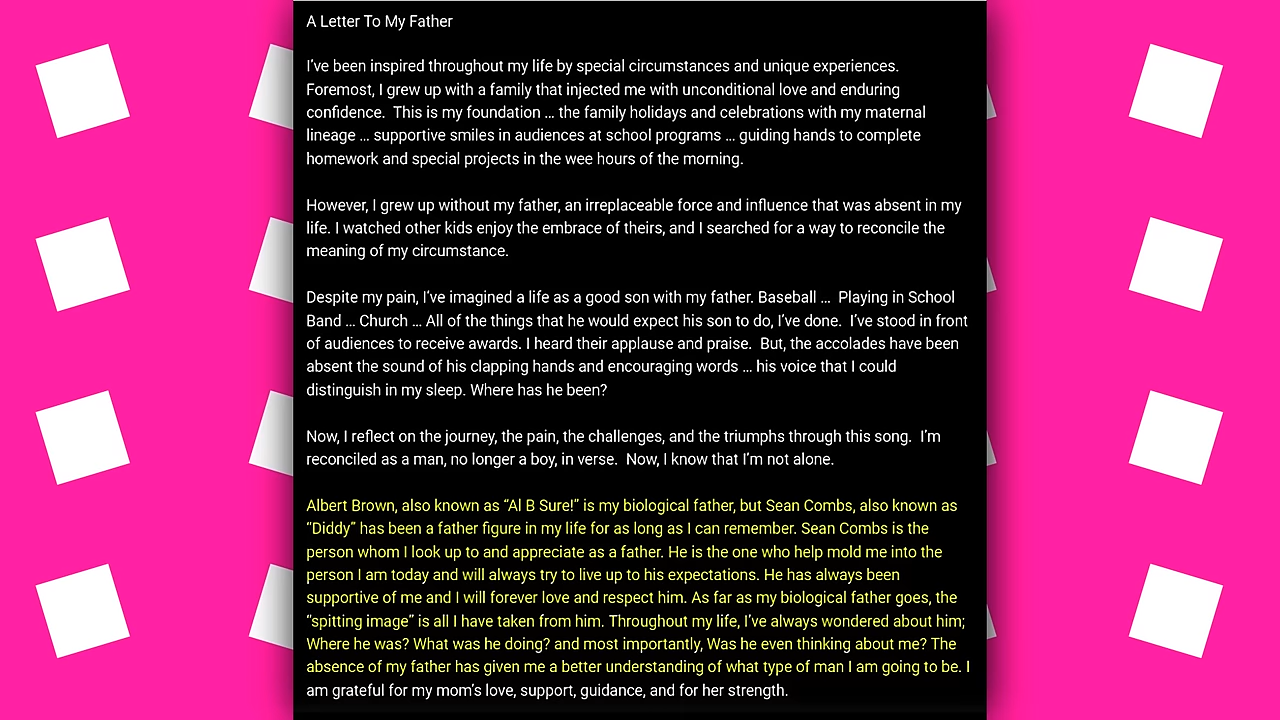 A Letter To My Father
I've been inspired throughout my life by special circumstances and unique experiences.
Foremost, I grew up with a family that injected me with unconditional love and enduring
confidence.  This is my foundation … the family holidays and celebrations with my maternal
lineage … supportive smiles in audiences at school programs … guiding hands to complete
homework and special projects in the wee hours of the morning.
However, I grew up without my father, an irreplaceable force and influence that was absent in my
life. I watched other kids enjoy the embrace of theirs, and I searched for a way to reconcile the
meaning of my circumstance.
Despite my pain, I've imagined a life as a good son with my father. Baseball …  Playing in School
Band … Church … All of the things that he would expect his son to do, I've done.  I've stood in front
of audiences to receive awards. I heard their applause and praise.  But, the accolades have been
absent the sound of his clapping hands and encouraging words … his voice that I could
distinguish in my sleep. Where has he been?
Now, I reflect on the journey, the pain, the challenges, and the triumphs through this song.  I'm
reconciled as a man, no longer a boy, in verse.  Now, I know that I'm not alone.
Albert Brown, also known as “Al B Sure!” is my biological father, but Sean Combs, also known as
“Diddy” has been a father figure in my life for as long as I can remember. Sean Combs is the
person whom I look up to and appreciate as a father. He is the one who help mold me into the
person I am today and will always try to live up to his expectations. He has always been
supportive of me and I will forever love and respect him. As far as my biological father goes, the
“spitting image” is all I have taken from him. Throughout my life, I've always wondered about him;
Where he was? What was he doing? and most importantly, Was he even thinking about me? The
absence of my father has given me a better understanding of what type of man I am going to be. I
am grateful for my mom's love, support, guidance, and for her strength.